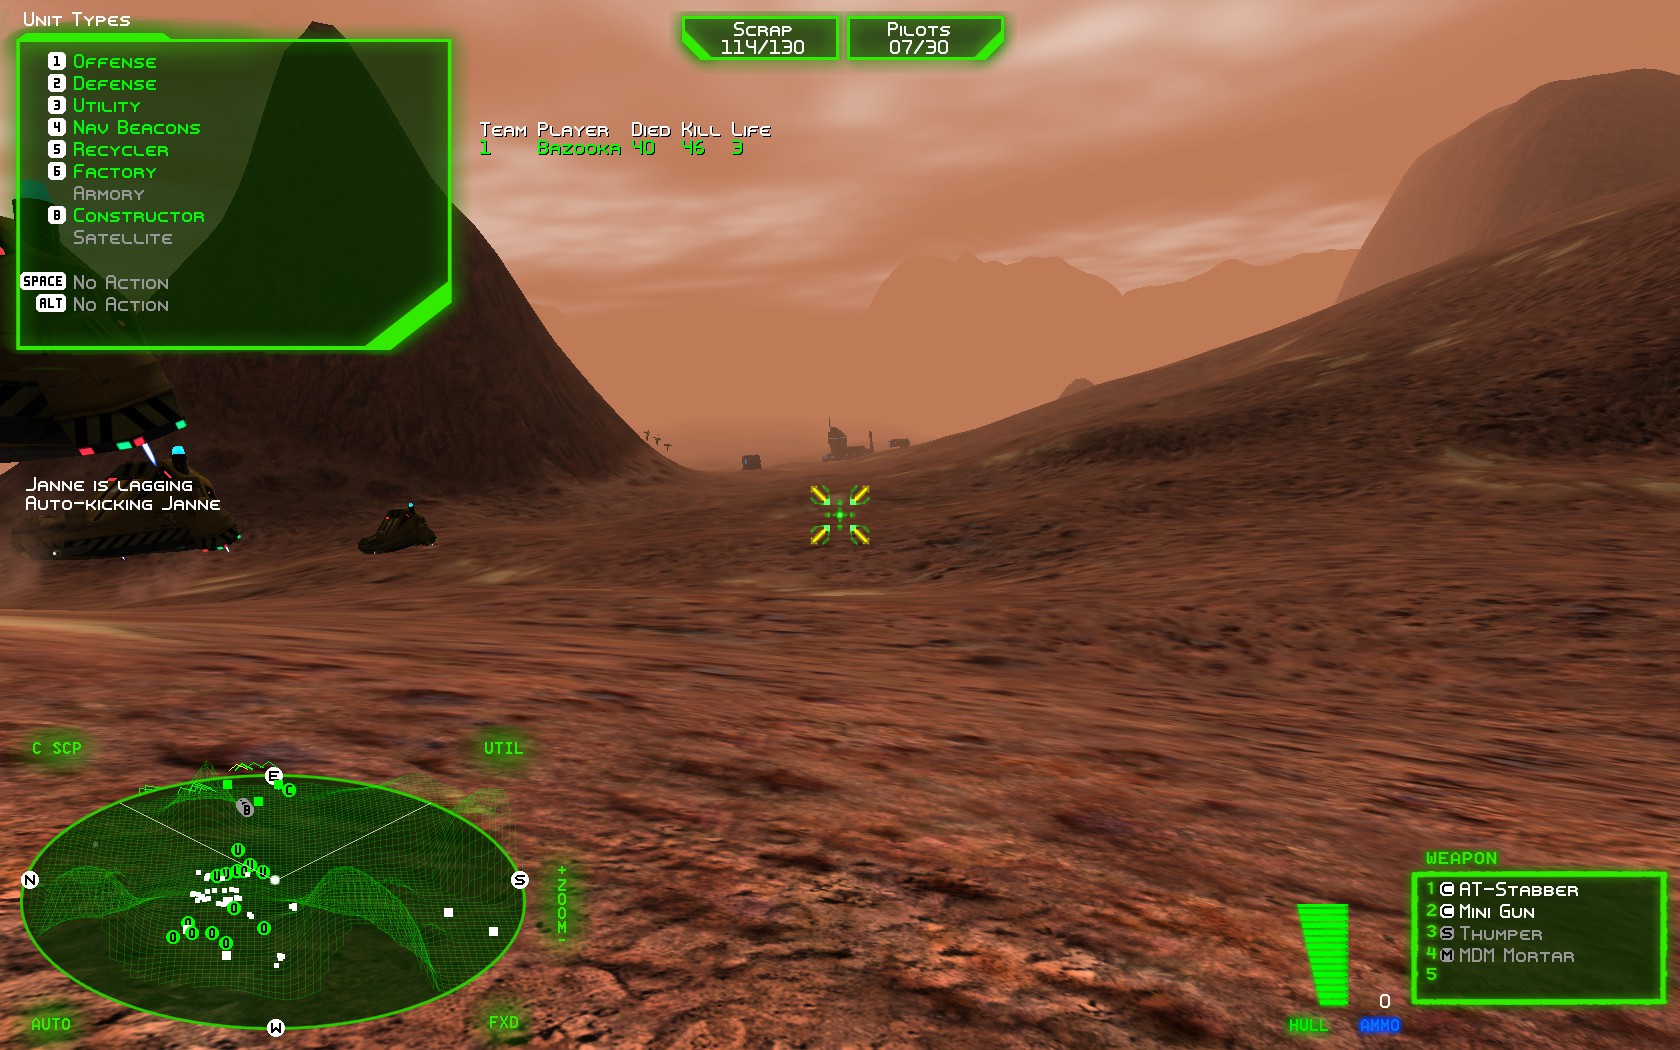 Unit Types
1 Offense
2 Defense
3 Utility
4 Nav Beacons
5 Recycler
6 Factory
Armory
8 Constructor
Satellite
SPACE No Action
ALT No Action
Scrap
114/130
Pilots
07/30
Team Player Died Kill Life
1 Bazooka 40 46 3
Janne is lagging
Auto-kicking Janne
C SCP
UTIL
E
C
B
U
N
S
W
+ZOOM-
AUTO
FXD
HULL
0
AMMO
WEAPON
1 C AT-Stabber
2 C Mini Gun
3 S Thumper
4 M MDM Mortar
5